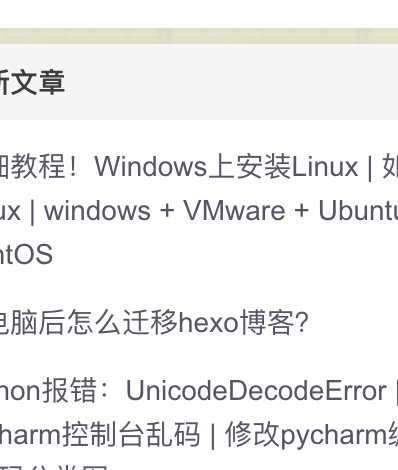 新文章
细教程！Windows上安装Linux | 如
ux | windows + VMware + Ubuntu
ntOS
电脑后怎么迁移hexo博客?
hon报错：UnicodeDecodeError |
harm控制台乱码 | 修改pycharm编